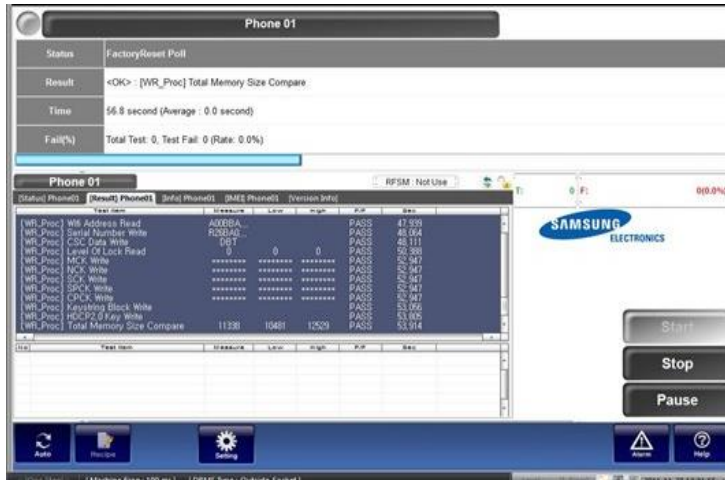 Phone 01
Status FactoryReset Poll
Result <OK> : [WR_Proc] Total Memory Size Compare
Time 56.8 second (Average : 0.0 second)
Fail(%) Total Test: 0, Test Fail: 0 (Rate: 0.0%)
Phone 01 RFSM : Not Use T: 0 F: 0(0.0%
[Status] Phone01 [Result] Phone01 [Info] Phone01 [IMEI] Phone01 [Version Info]
Test Item Measure Low High P/F Sec
[WR_Proc] Wifi Address Read A00BBA... PASS 47,939
[WR_Proc] Serial Number Write PASS 48,064
[WR_Proc] CSC Data Write DBT PASS 48,111
[WR_Proc] Level Of Lock Read 0 0 0 PASS 50,388
[WR_Proc] MCK Write ******** ******** ******** PASS 52,947
[WR_Proc] NCK Write ******** ******** ******** PASS 52,947
[WR_Proc] SCK Write ******** ******** ******** PASS 52,947
[WR_Proc] SPCK Write ******** ******** ******** PASS 52,947
[WR_Proc] CPCK Write ******** ******** ******** PASS 52,947
[WR_Proc] Keystring Block Write PASS 53,056
[WR_Proc] HDCP2.0 Key Write PASS 53,805
[WR_Proc] Total Memory Size Compare 11338 10481 12529 PASS 53,914
No Test Item Measure Low High P/F Sec
SAMSUNG
ELECTRONICS
Start
Stop
Pause
Auto Recipe Setting Alarm Help